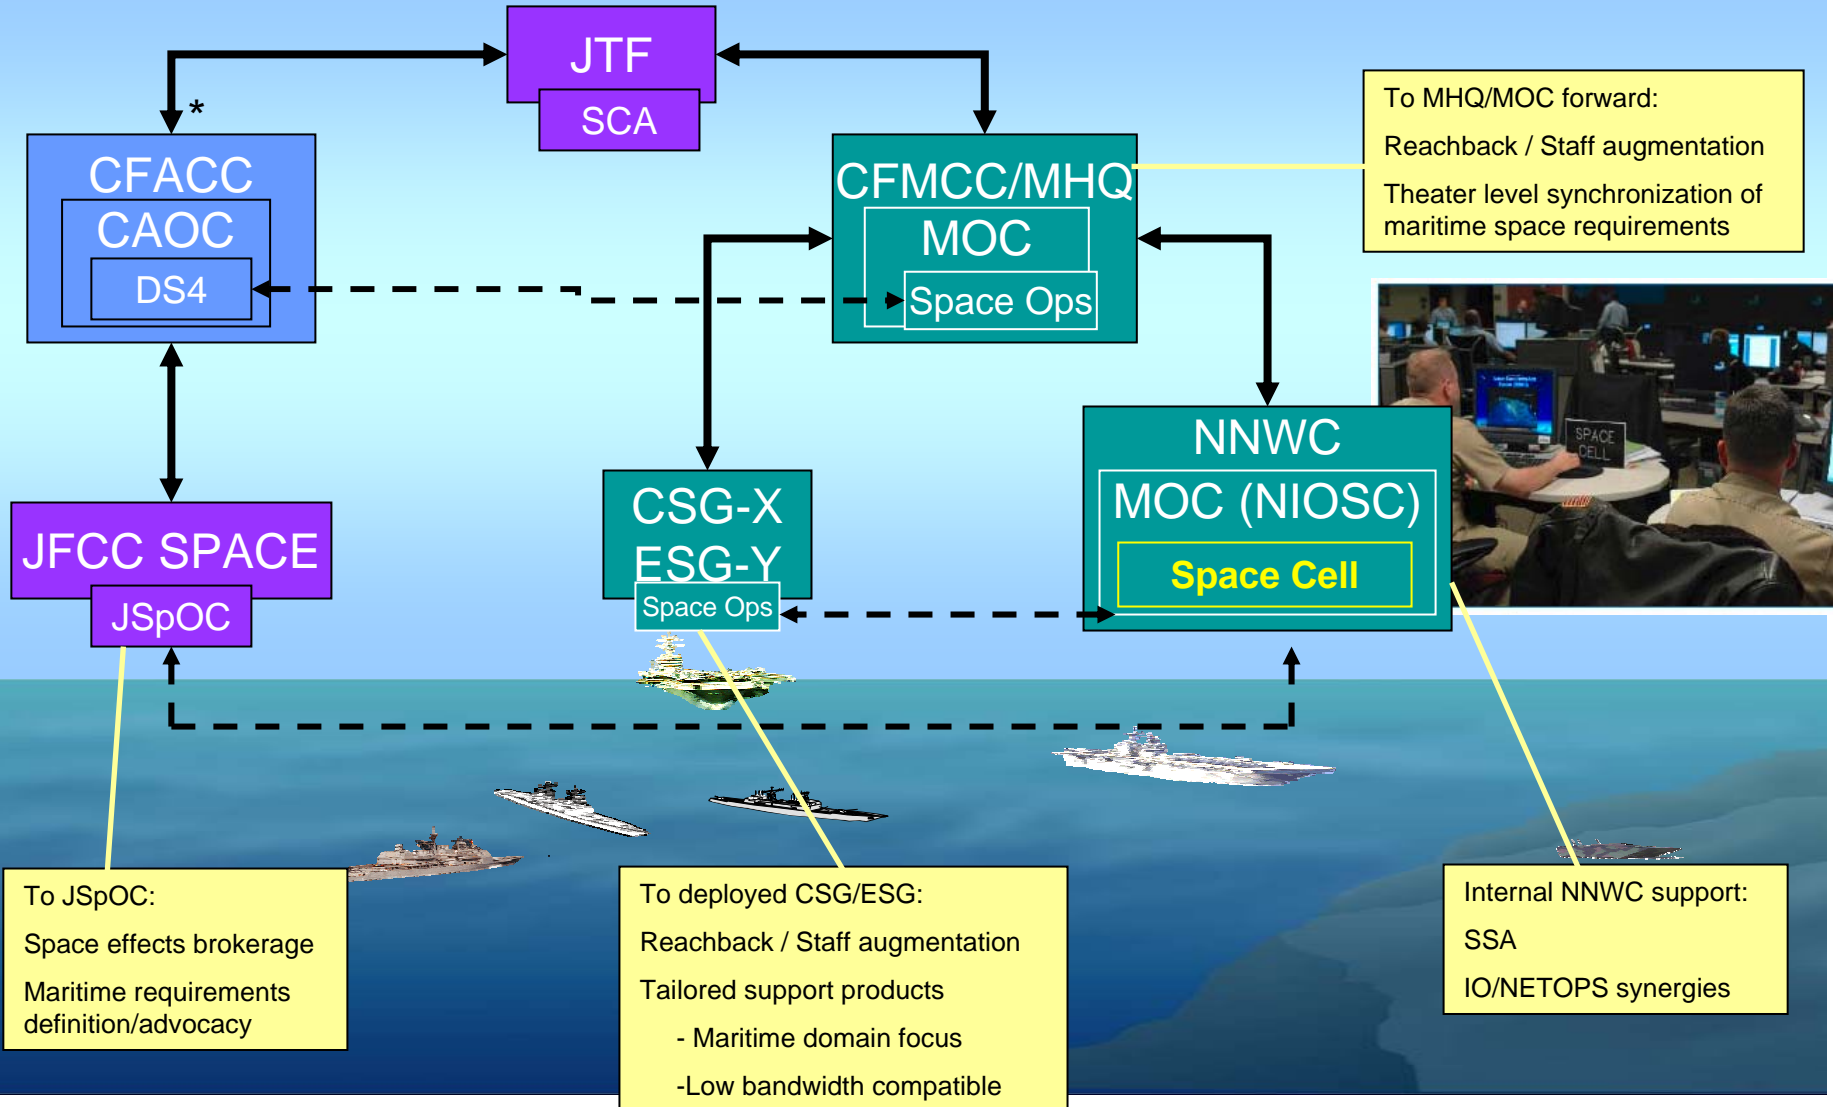 JTF
SCA
*
CFACC
CAOC
DS4
CFMCC/MHQ
MOC
Space Ops
To MHQ/MOC forward:
Reachback / Staff augmentation
Theater level synchronization of
maritime space requirements
JFCC SPACE
JSpOC
CSG-X
ESG-Y
Space Ops
NNWC
MOC (NIOSC)
Space Cell
SPACE
CELL
To JSpOC:
Space effects brokerage
Maritime requirements
definition/advocacy
To deployed CSG/ESG:
Reachback / Staff augmentation
Tailored support products
- Maritime domain focus
-Low bandwidth compatible
Internal NNWC support:
SSA
IO/NETOPS synergies